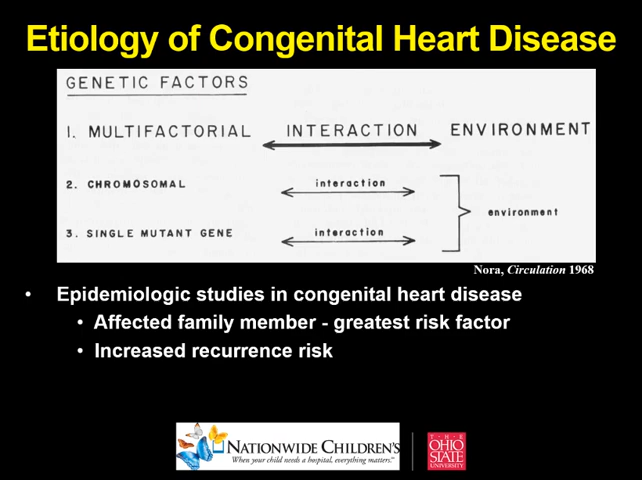 Etiology of Congenital Heart Disease
GENETIC FACTORS
1. MULTIFACTORIAL INTERACTION ENVIRONMENT
2. CHROMOSOMAL interaction
environment
3. SINGLE MUTANT GENE interaction
Nora, Circulation 1968
• Epidemiologic studies in congenital heart disease
• Affected family member - greatest risk factor
• Increased recurrence risk
NATIONWIDE CHILDREN'S
When your child needs a hospital, everything matters.™
THE
OHIO
STATE
UNIVERSITY